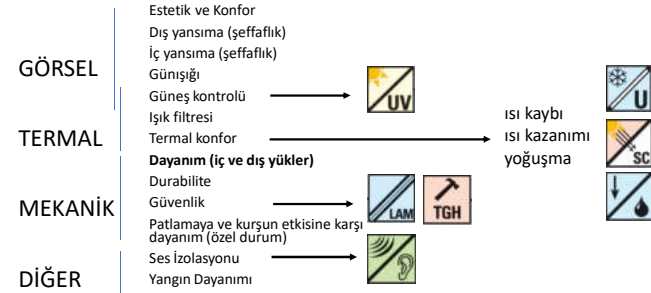 Estetik ve Konfor
Dış yansıma (şeffaflık)
İç yansıma (şeffaflık)
GÖRSEL
Günışığı
Güneş kontrolü
UV
Işık filtresi
TERMAL
Termal konfor
ısı kaybı
ısı kazanımı
yoğuşma
U
SC
Dayanım (iç ve dış yükler)
Durabilite
MEKANİK
Güvenlik
LAM
TGH
Patlamaya ve kurşun etkisine karşı
dayanım (özel durum)
Ses İzolasyonu
DİĞER
Yangın Dayanımı